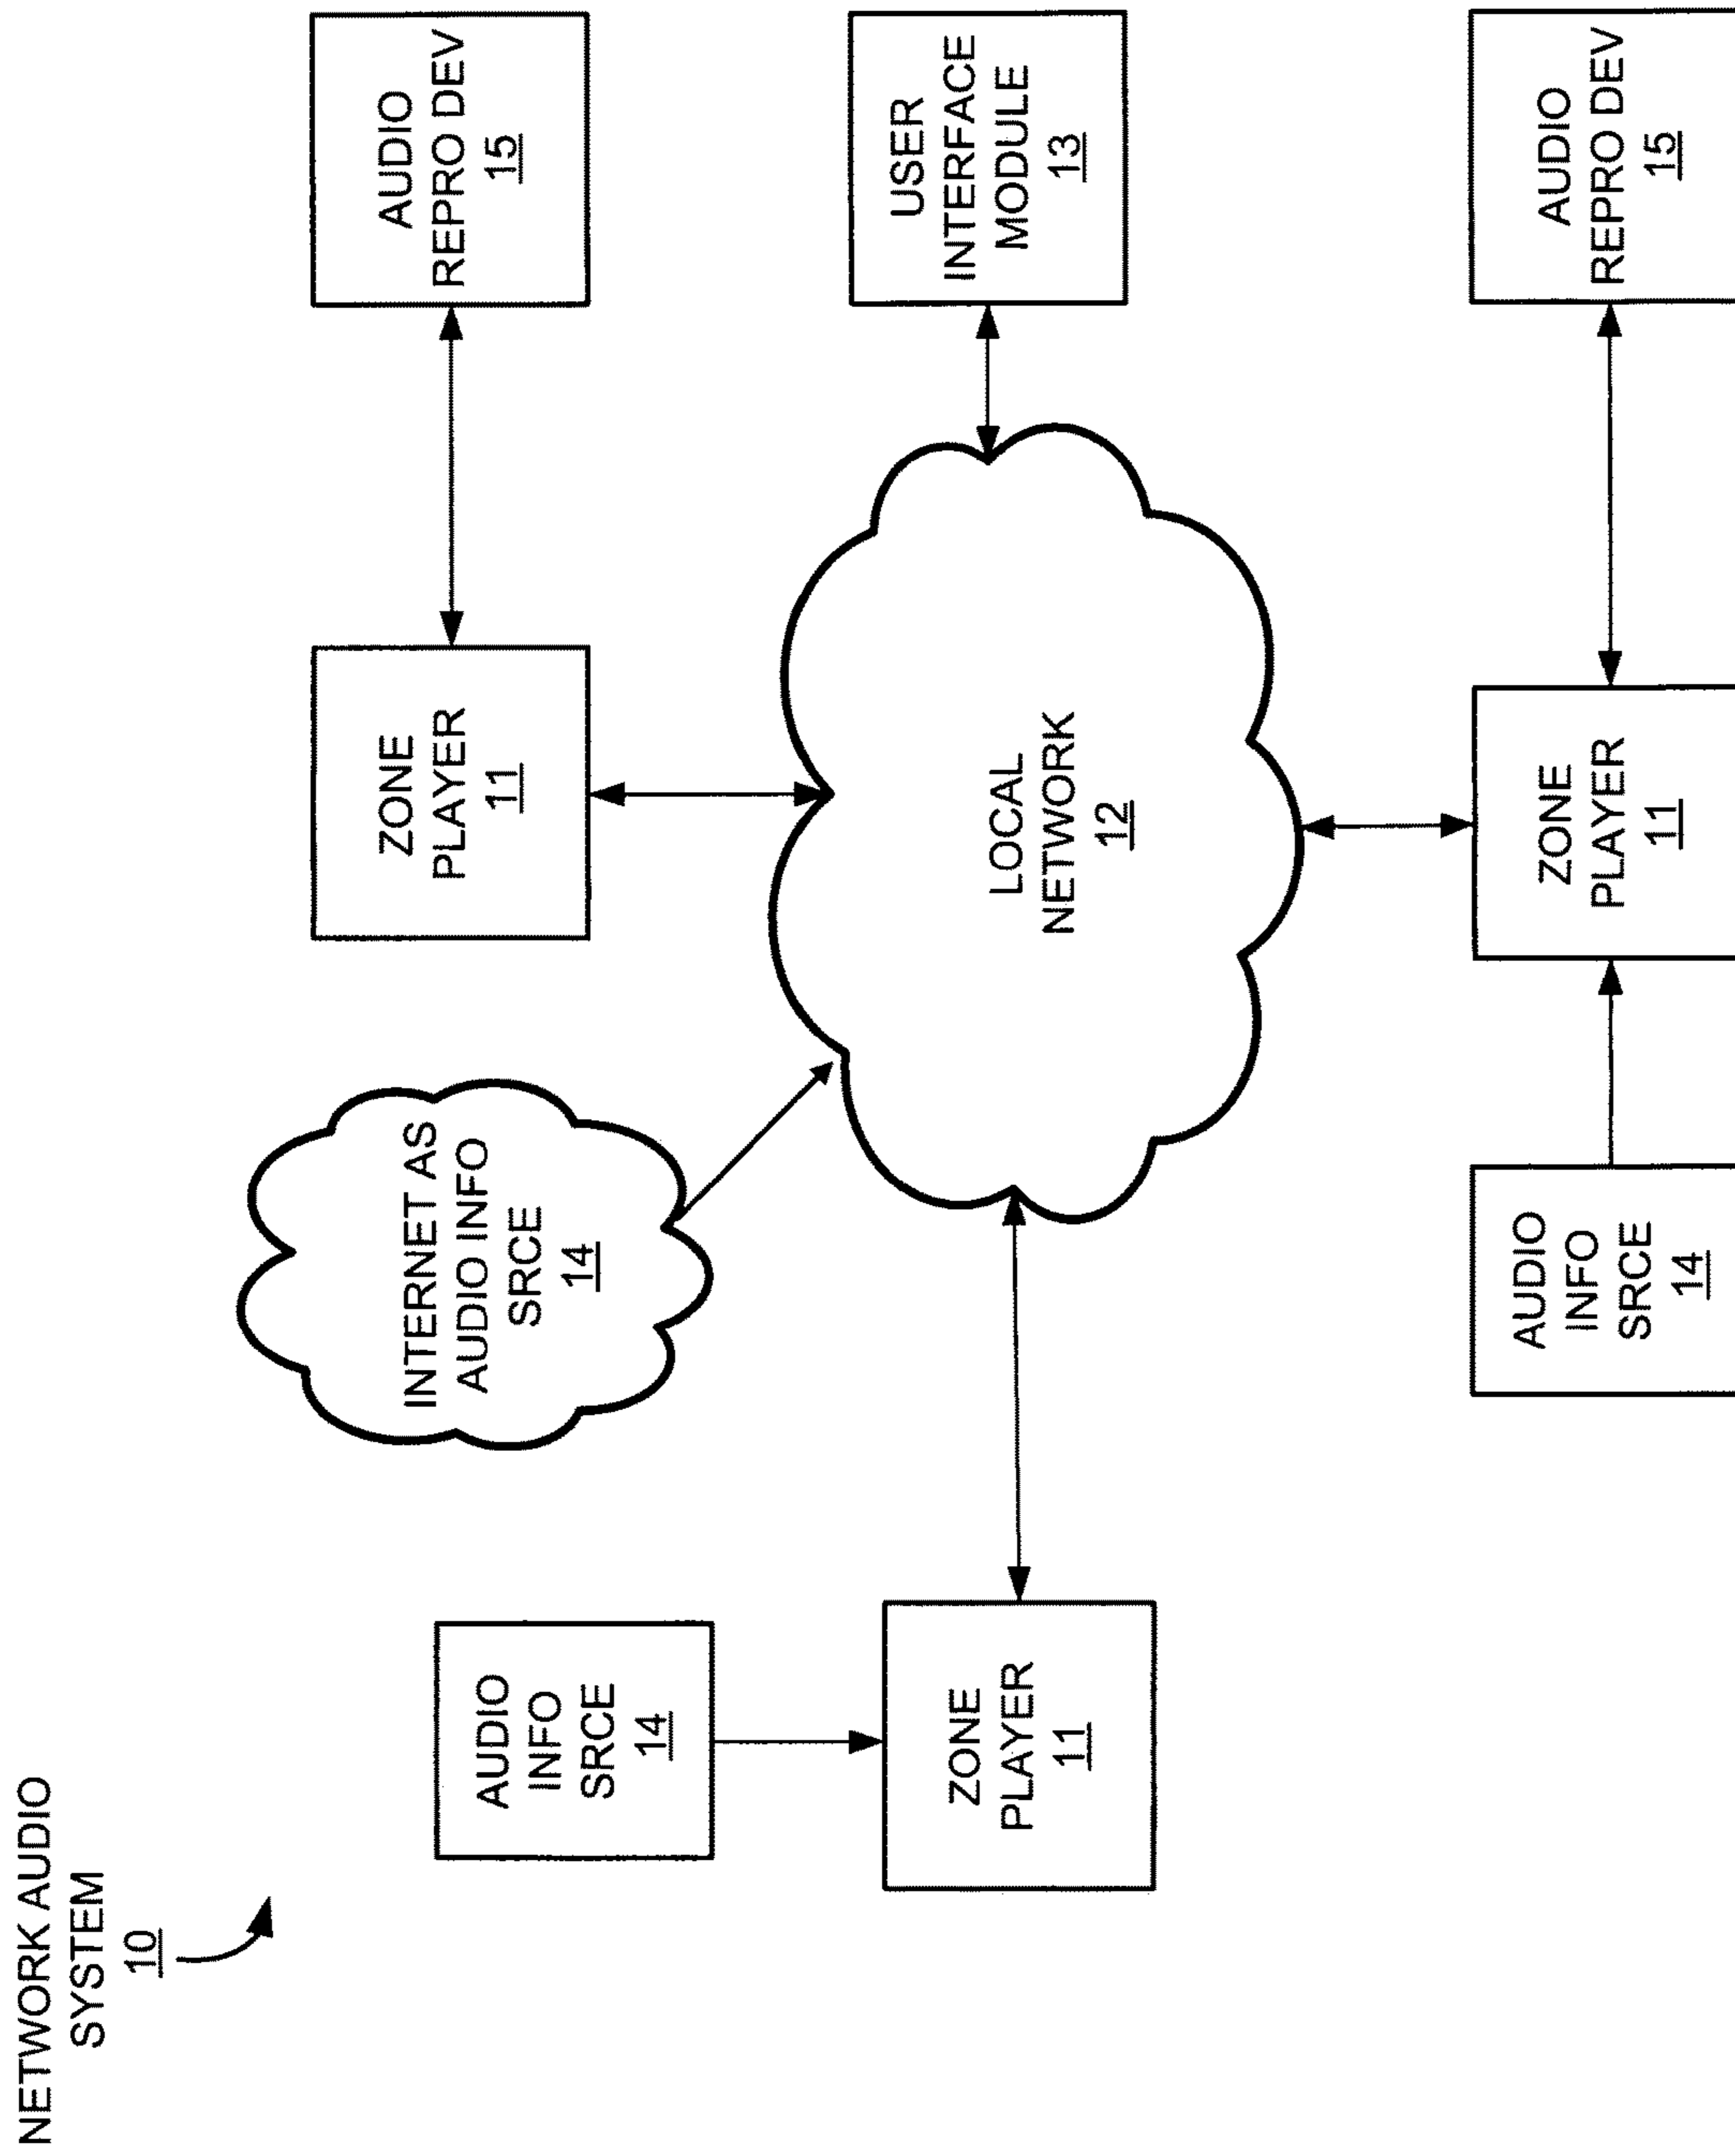 NETWORK AUDIO
SYSTEM
10
AUDIO
INFO
SRCE
14
ZONE
PLAYER
11
INTERNET AS
AUDIO INFO
SRCE
14
ZONE
PLAYER
11
AUDIO
REPRO DEV
15
LOCAL
NETWORK
12
USER
INTERFACE
MODULE
13
AUDIO
INFO
SRCE
14
ZONE
PLAYER
11
AUDIO
REPRO DEV
15